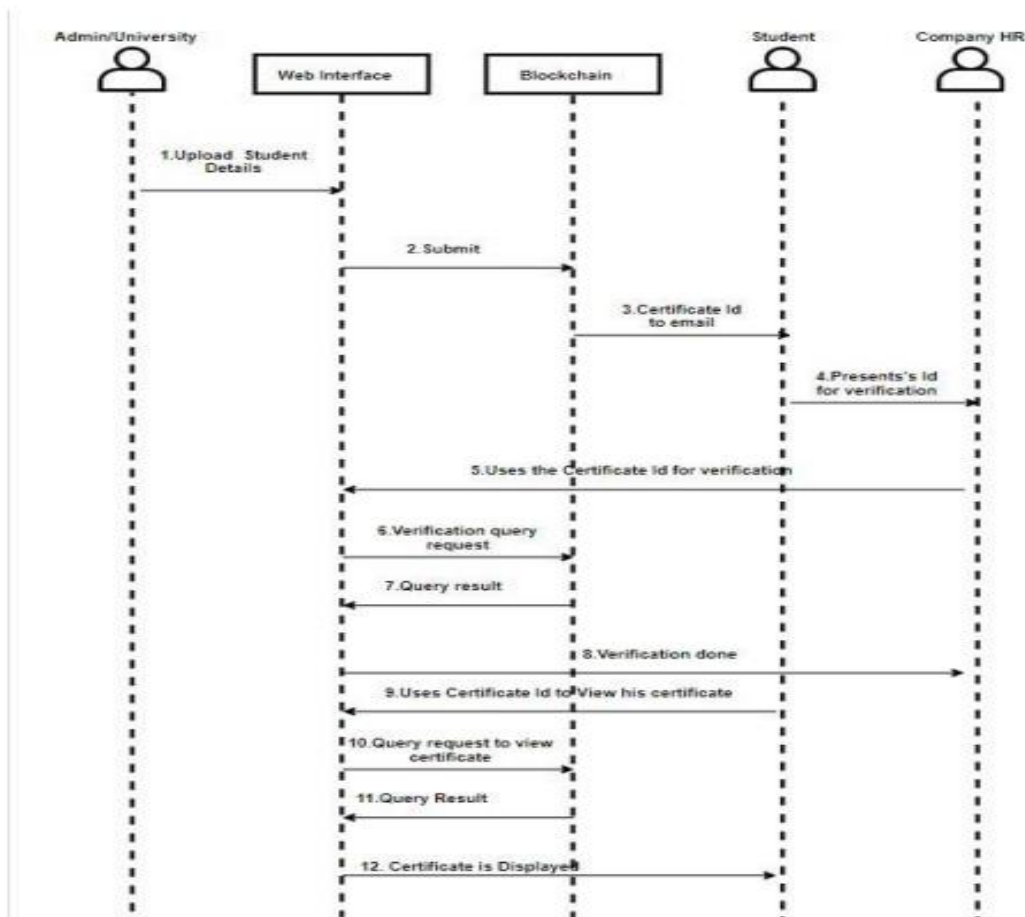 Admin/University
Student
Company HR
Web Interface
Blockchain
1.Upload Student
Details
2.Submit
3.Certificate Id
to email
4.Presents's Id
for verification
5.Uses the Certificate Id for verification
6.Verification query
request
7.Query result
8.Verification done
9.Uses Certificate Id to View his certificate
10.Query request to view
certificate
11.Query Result
12. Certificate is Displayed